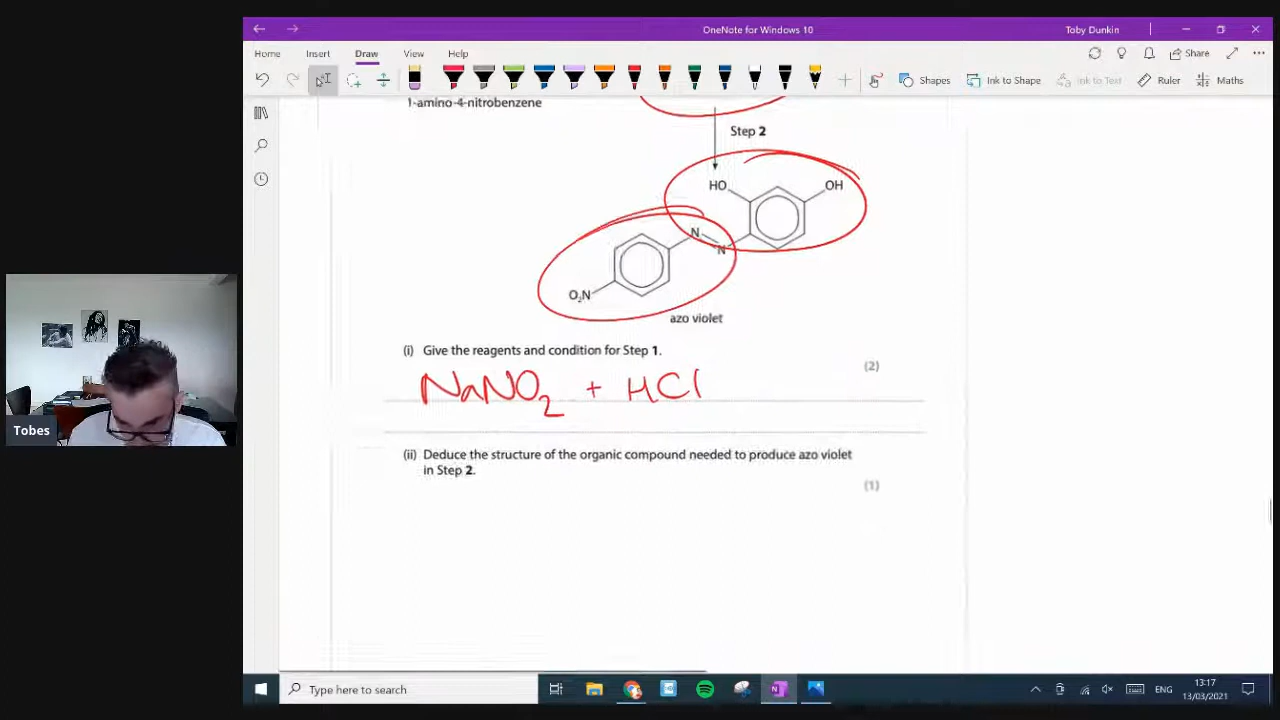 OneNote for Windows 10
Toby Dunkin
Home Insert Draw View Help
Share
Shapes Ink to Shape Ink to Text Ruler Maths
1-amino-4-nitrobenzene
Step 2
HO OH
N
N
O₂N
azo violet
(i) Give the reagents and condition for Step 1.
(2)
NaNO₂ + HCl
(ii) Deduce the structure of the organic compound needed to produce azo violet
in Step 2.
(1)
Tobes
Type here to search
ENG
13:17
13/03/2021